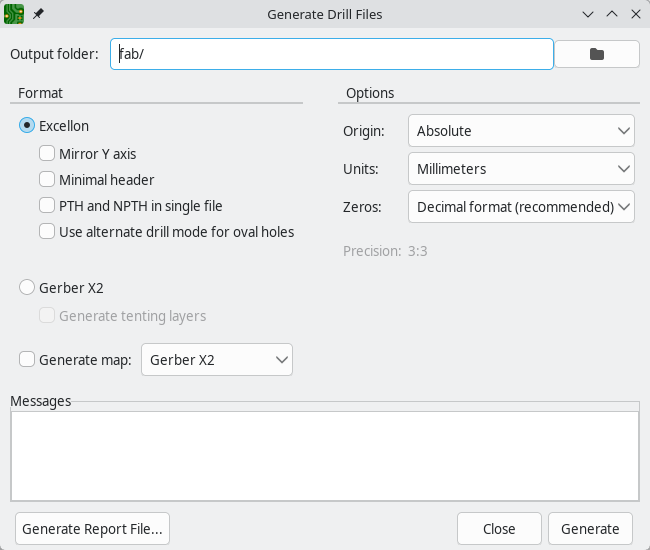 Generate Drill Files
Output folder: fab/
Format
Excellon
Mirror Y axis
Minimal header
PTH and NPTH in single file
Use alternate drill mode for oval holes
Gerber X2
Generate tenting layers
Generate map: Gerber X2
Options
Origin: Absolute
Units: Millimeters
Zeros: Decimal format (recommended)
Precision: 3:3
Messages
Generate Report File...
Close
Generate